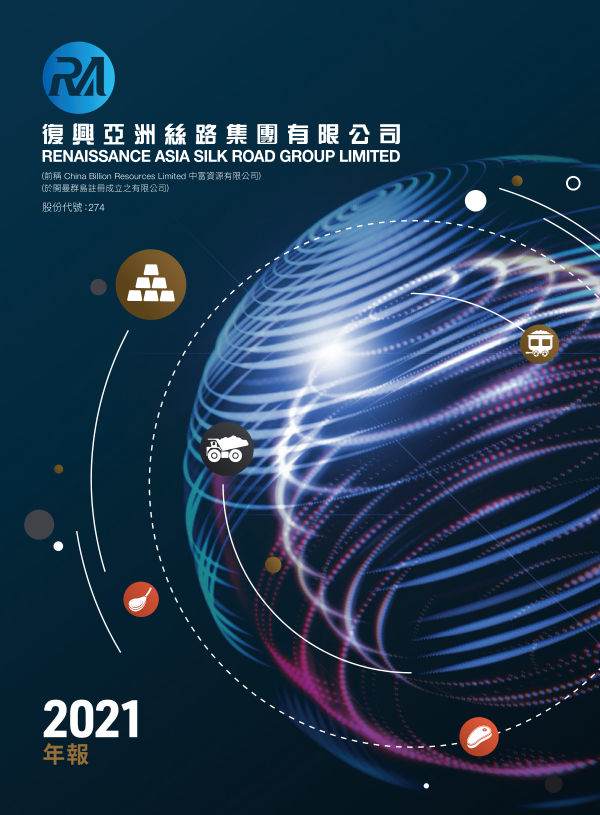 RA
復興亞洲絲路集團有限公司
RENAISSANCE ASIA SILK ROAD GROUP LIMITED
(前稱 China Billion Resources Limited 中富資源有限公司)
(於開曼群島註冊成立之有限公司)
股份代號:274
2021
年報